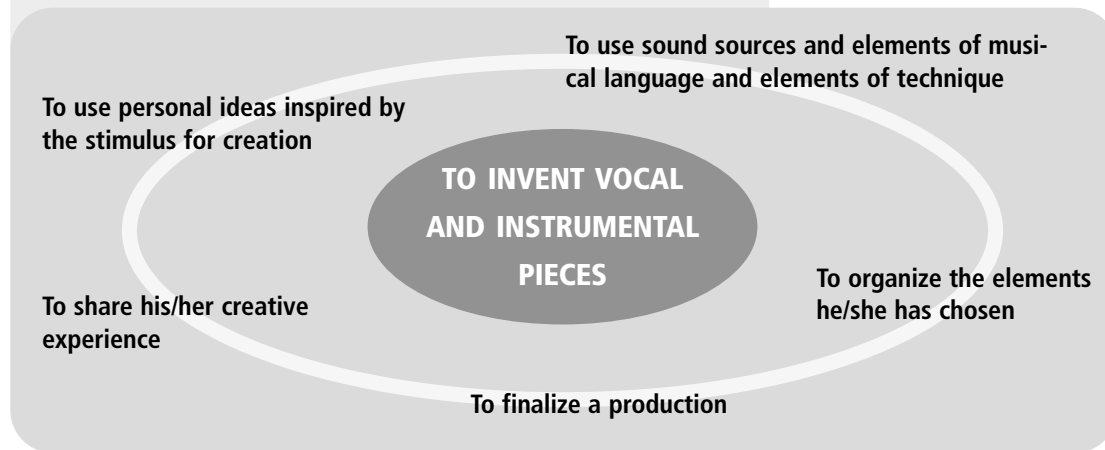 To use sound sources and elements of musi-
cal language and elements of technique
To use personal ideas inspired by
the stimulus for creation
TO INVENT VOCAL
AND INSTRUMENTAL
PIECES
To organize the elements
he/she has chosen
To share his/her creative
experience
To finalize a production